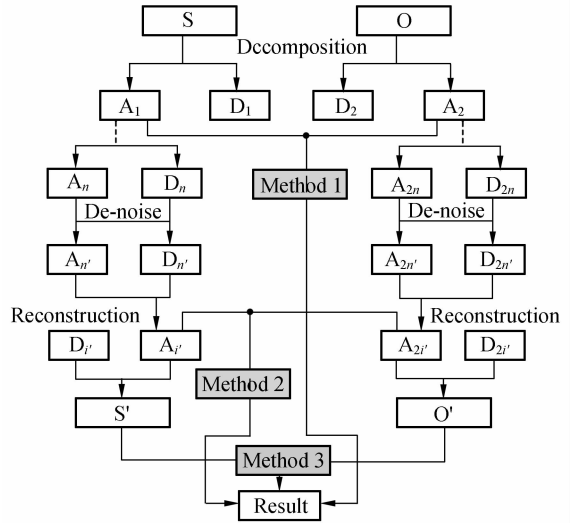 S O
Dccomposition
A1 D1 D2 A2
An Dn Method 1 A2n D2n
De-noise De-noise
An' Dn' A2n' D2n'
Reconstruction Reconstruction
Di' Ai' A2i' D2i'
Method 2
S' O'
Method 3
Result